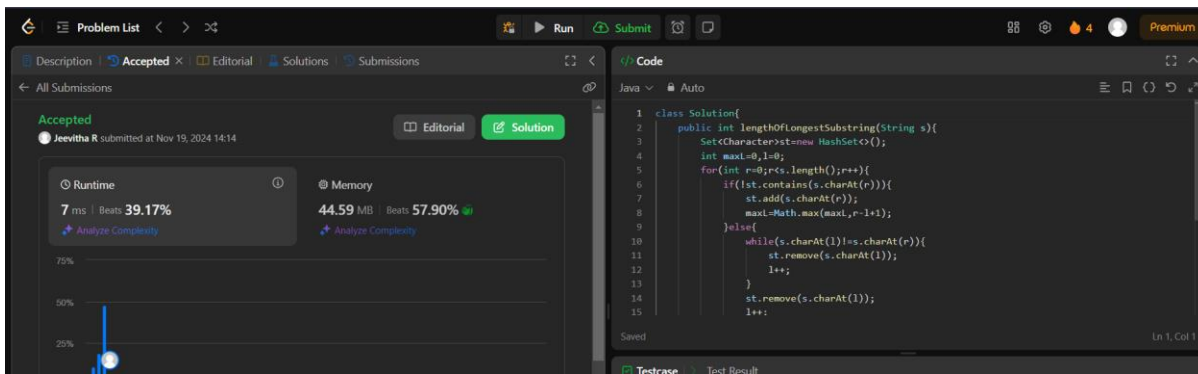 Problem List
Run
Submit
4
Premium
Description
Accepted
Editorial
Solutions
Submissions
All Submissions
Accepted
Jeevitha R submitted at Nov 19, 2024 14:14
Editorial
Solution
Runtime
7 ms | Beats 39.17%
Analyze Complexity
Memory
44.59 MB | Beats 57.90%
Analyze Complexity
75%
50%
25%
</> Code
Java
Auto
1 class Solution{
2 public int lengthOfLongestSubstring(String s){
3 Set<Character>st=new HashSet<>();
4 int maxL=0,l=0;
5 for(int r=0;r<s.length();r++){
6 if(!st.contains(s.charAt(r))){
7 st.add(s.charAt(r));
8 maxL=Math.max(maxL,r-l+1);
9 }else{
10 while(s.charAt(l)!=s.charAt(r)){
11 st.remove(s.charAt(l));
12 l++;
13 }
14 st.remove(s.charAt(l));
15 l++;
Saved
Ln 1, Col 1
Testcase
Test Result